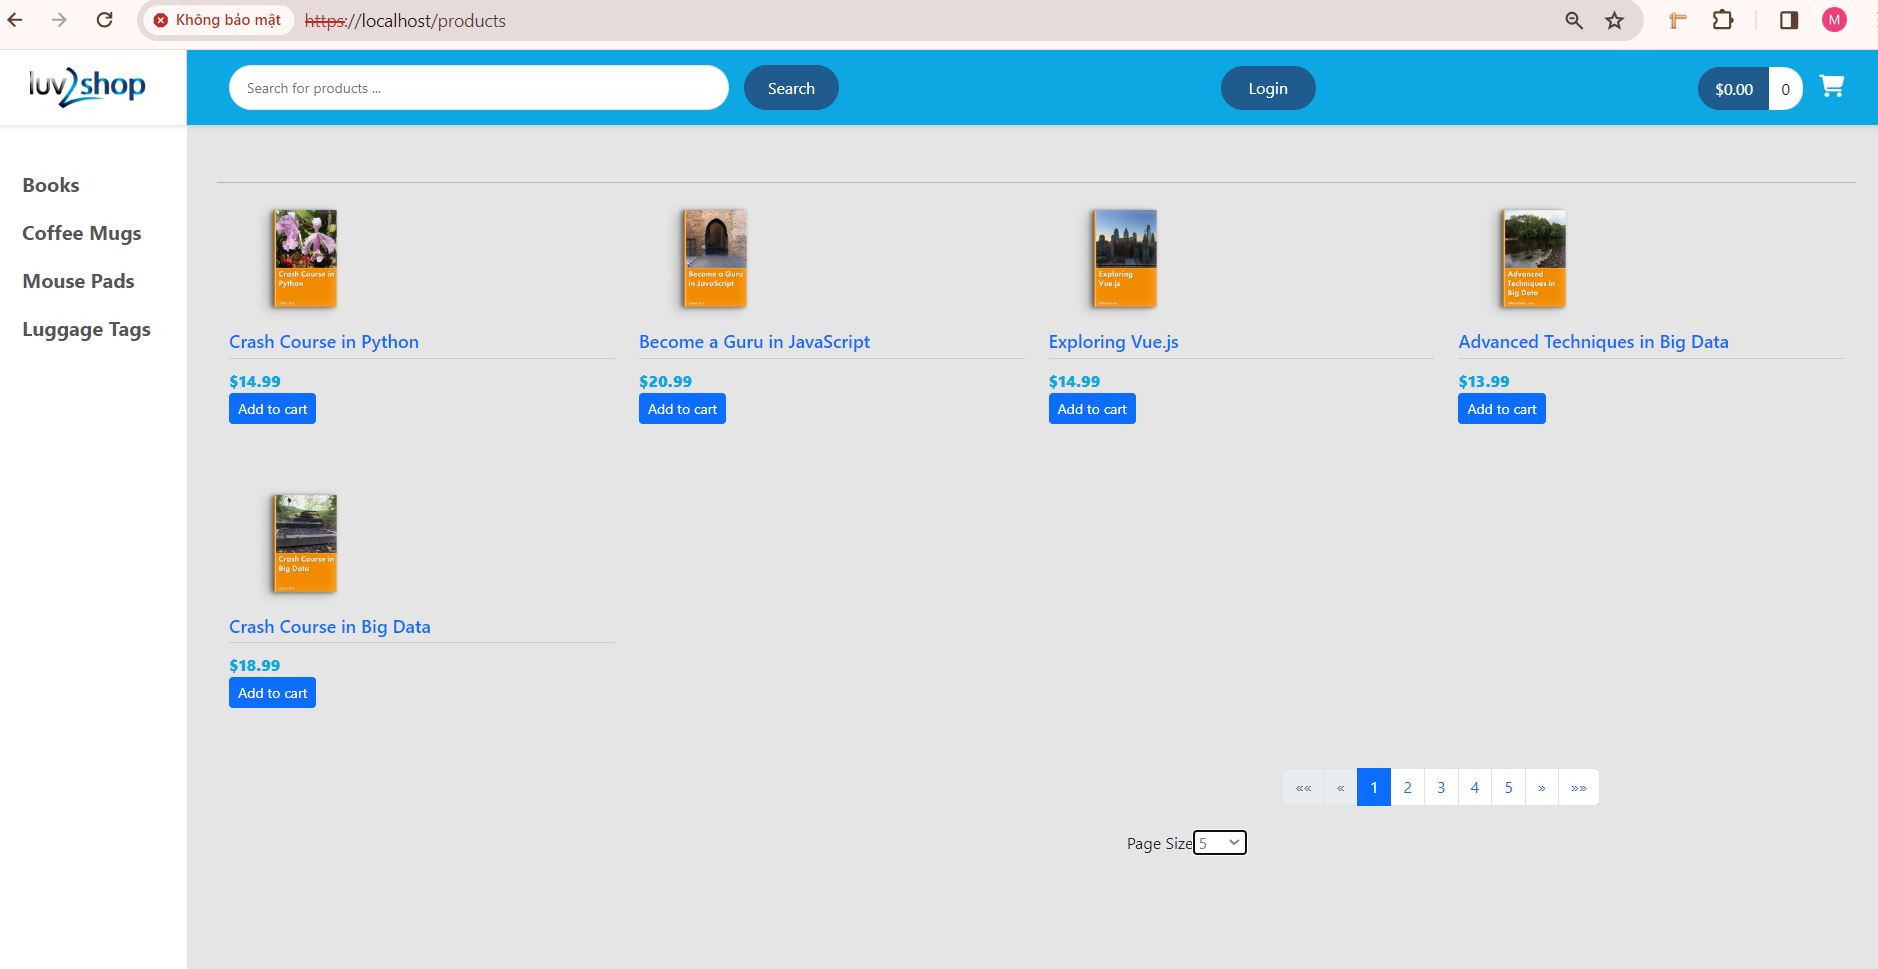 Không bảo mật https://localhost/products M
luv2shop
Search for products ...
Search
Login
$0.00 0
Books
Coffee Mugs
Mouse Pads
Luggage Tags
Crash Course in
Python
Become a Guru
in JavaScript
Exploring
Vue.js
Advanced
Techniques in
Big Data
Crash Course in Python
Become a Guru in JavaScript
Exploring Vue.js
Advanced Techniques in Big Data
$14.99
$20.99
$14.99
$13.99
Add to cart
Add to cart
Add to cart
Add to cart
Crash Course in
Big Data
Crash Course in Big Data
$18.99
Add to cart
«« « 1 2 3 4 5 » »»
Page Size 5